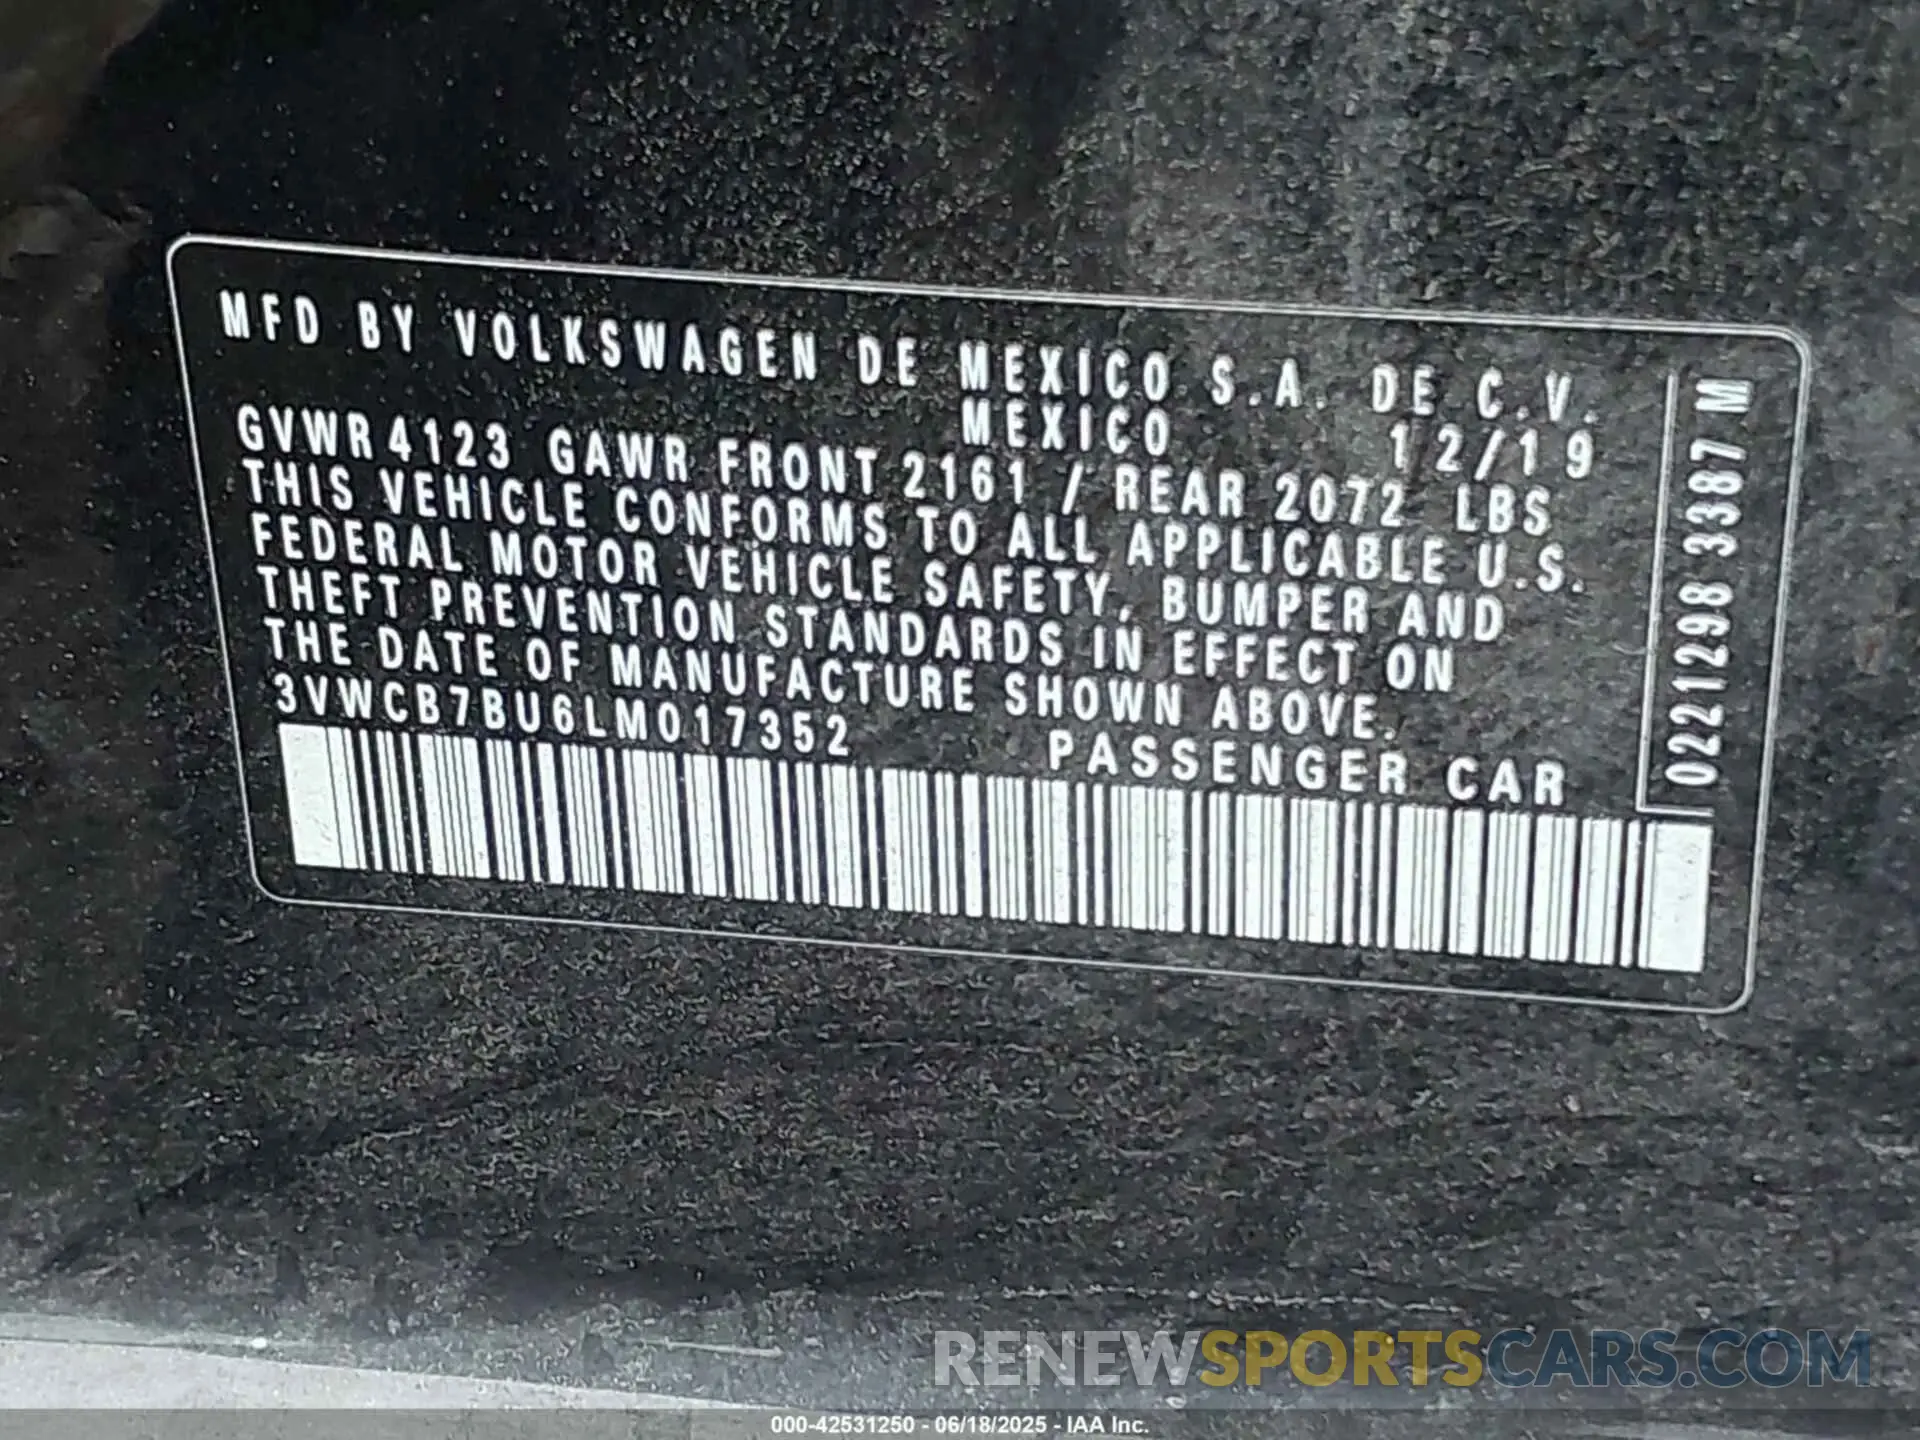 MFD BY VOLKSWAGEN DE MEXICO S.A. DE C.V.
MEXICO 12/19
GVWR 4123 GAWR FRONT 2161 / REAR 2072 LBS
THIS VEHICLE CONFORMS TO ALL APPLICABLE U.S.
FEDERAL MOTOR VEHICLE SAFETY, BUMPER AND
THEFT PREVENTION STANDARDS IN EFFECT ON
THE DATE OF MANUFACTURE SHOWN ABOVE.
3VWCB7BU6LM017352
PASSENGER CAR
0221298 3387 M
RENEWSPORTSCARS.COM
000-42531250 - 06/18/2025 - IAA Inc.